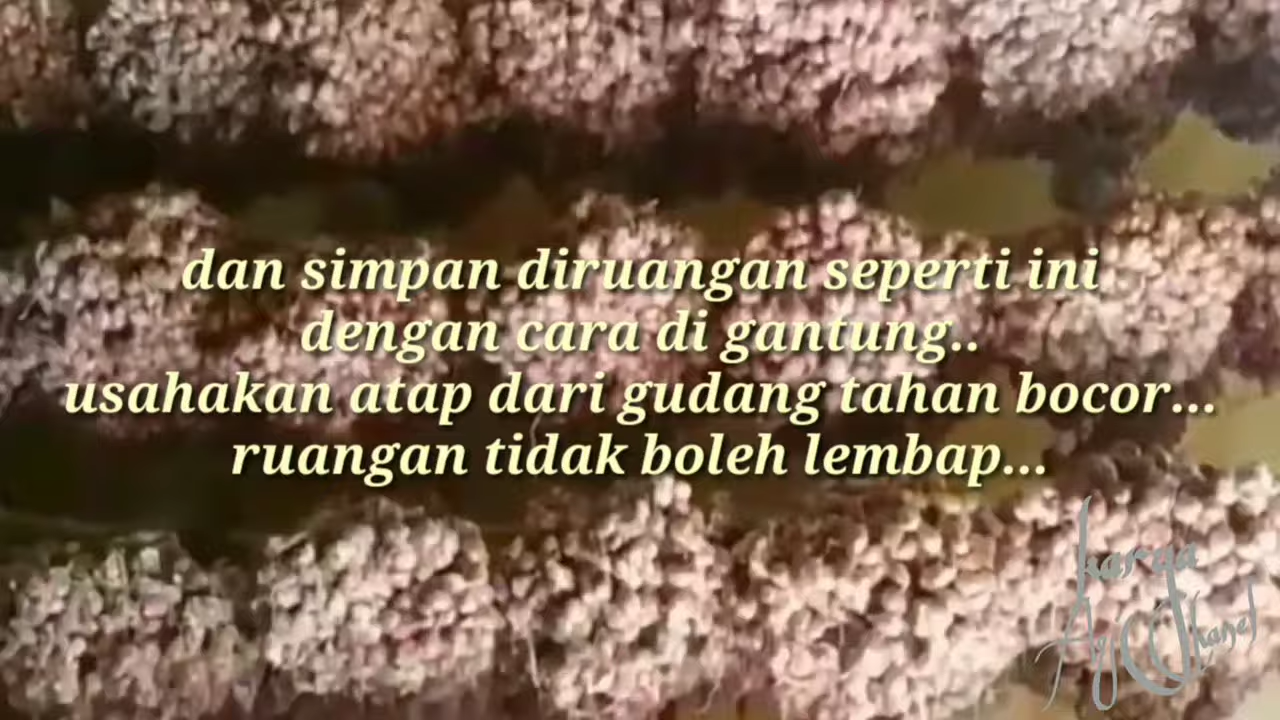 dan simpan diruangan seperti ini
dengan cara di gantung..
usahakan atap dari gudang tahan bocor...
ruangan tidak boleh lembap...